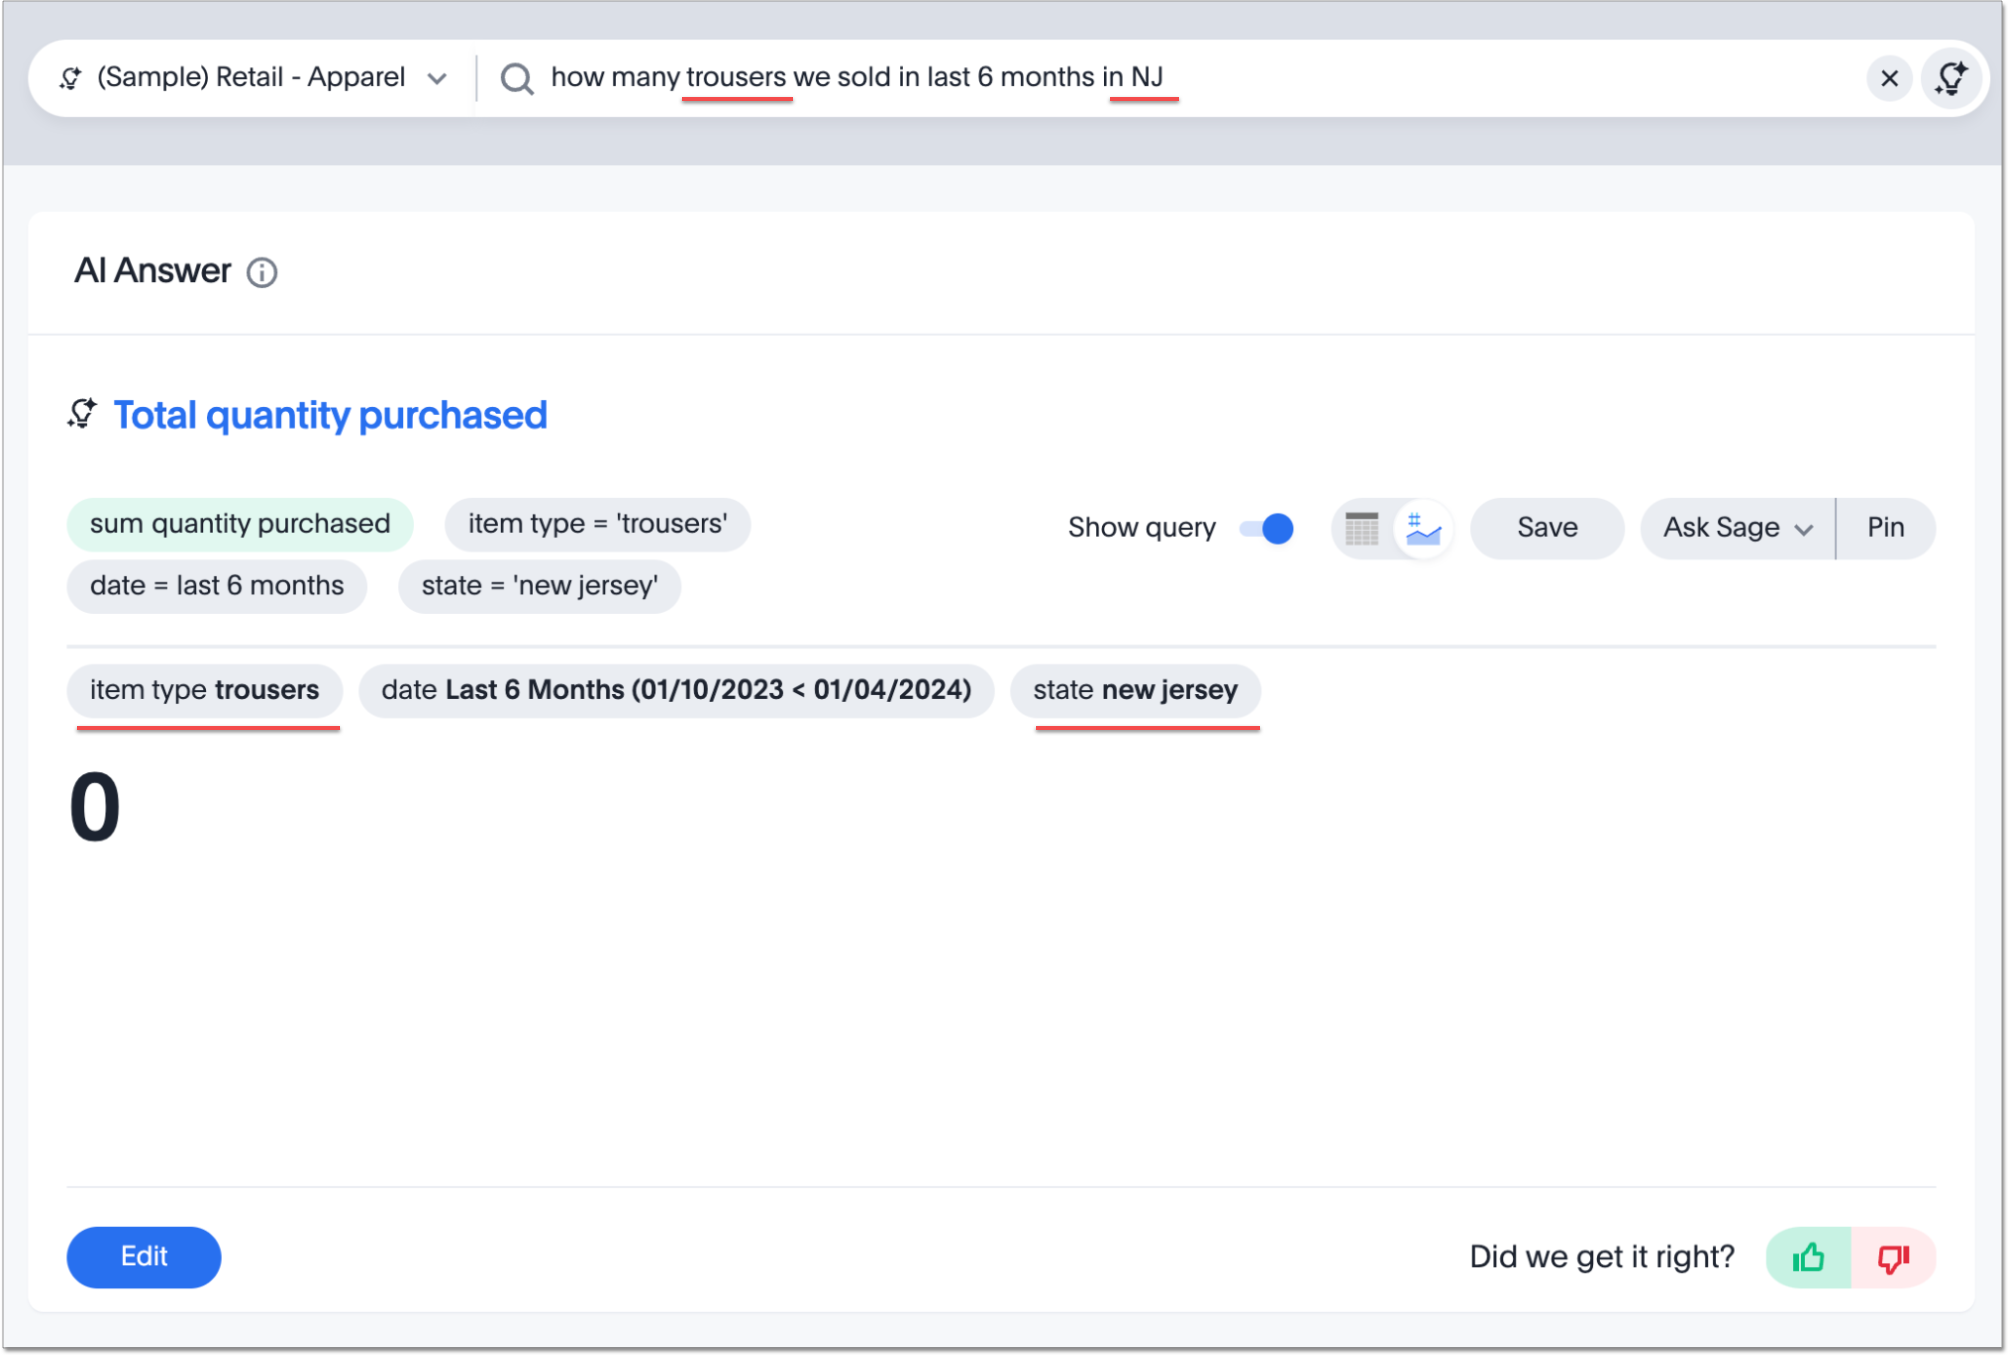 (Sample) Retail - Apparel how many trousers we sold in last 6 months in NJ
AI Answer
Total quantity purchased
sum quantity purchased item type = 'trousers'
Show query Save Ask Sage Pin
date = last 6 months state = 'new jersey'
item type trousers date Last 6 Months (01/10/2023 < 01/04/2024) state new jersey
0
Edit Did we get it right?